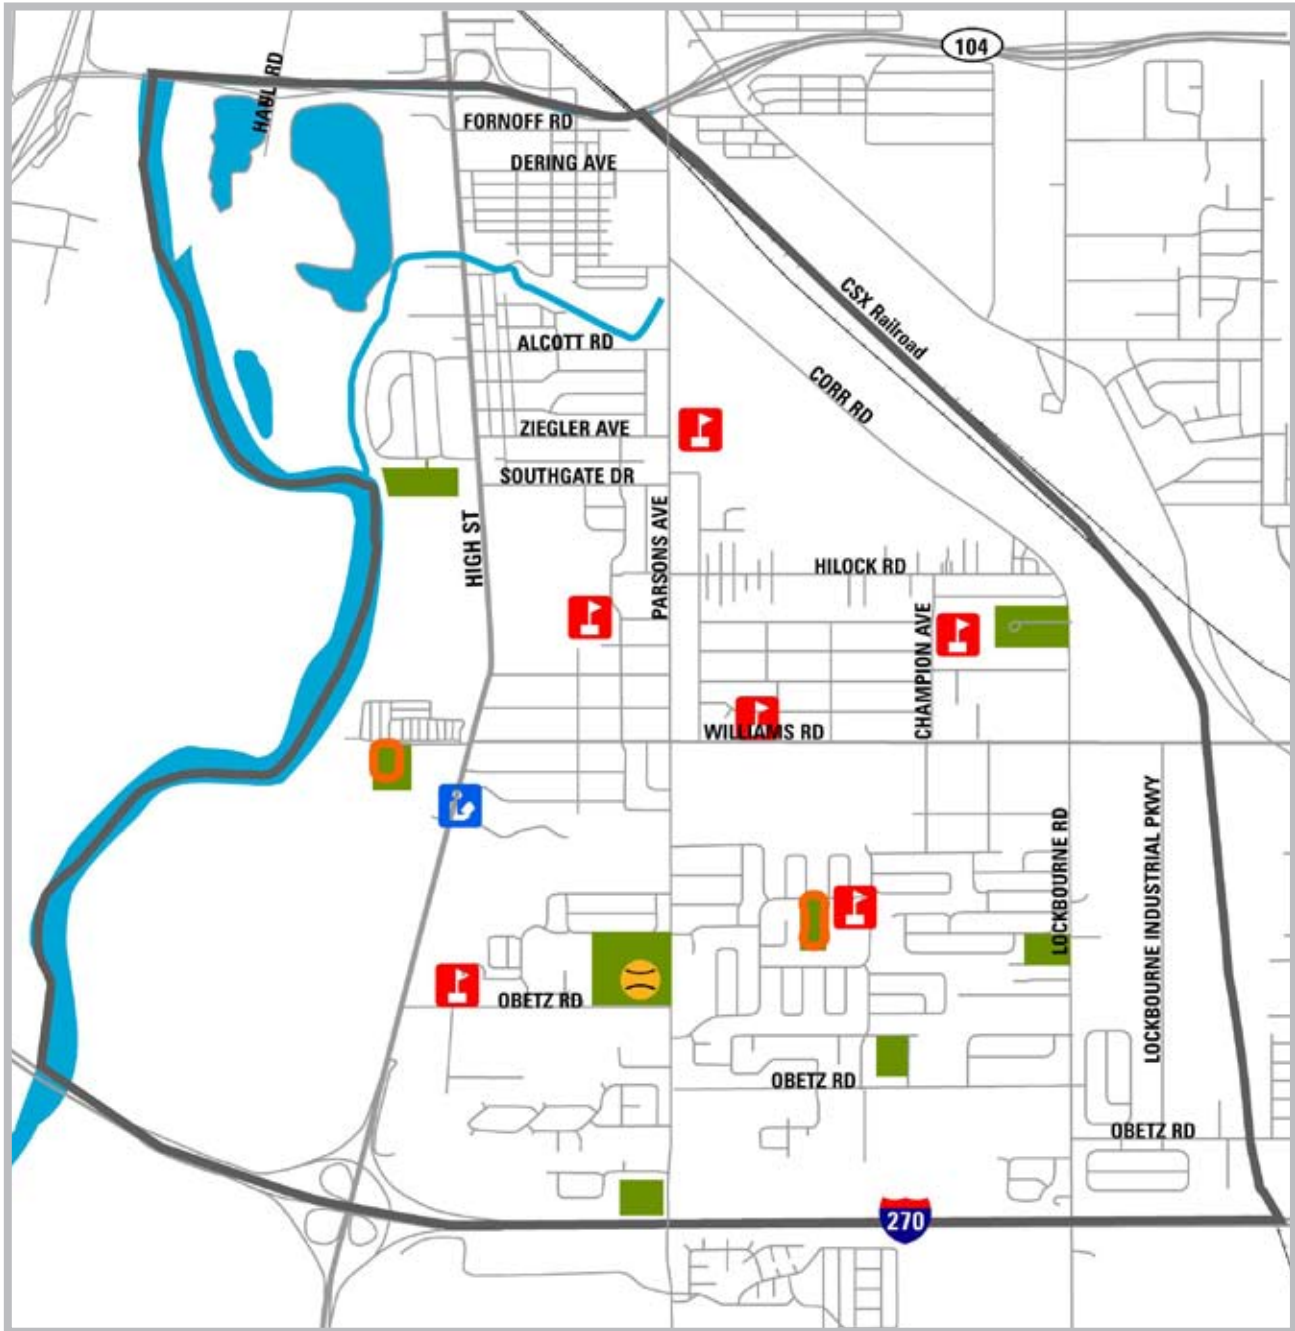 104
HAUL RD
FORNOFF RD
DERING AVE
CSX Railroad
ALCOTT RD
CORR RD
ZIEGLER AVE
SOUTHGATE DR
HIGH ST
PARSONS AVE
HILOCK RD
CHAMPION AVE
WILLIAMS RD
LOCKBOURNE RD
LOCKBOURNE INDUSTRIAL PKWY
OBETZ RD
OBETZ RD
OBETZ RD
270